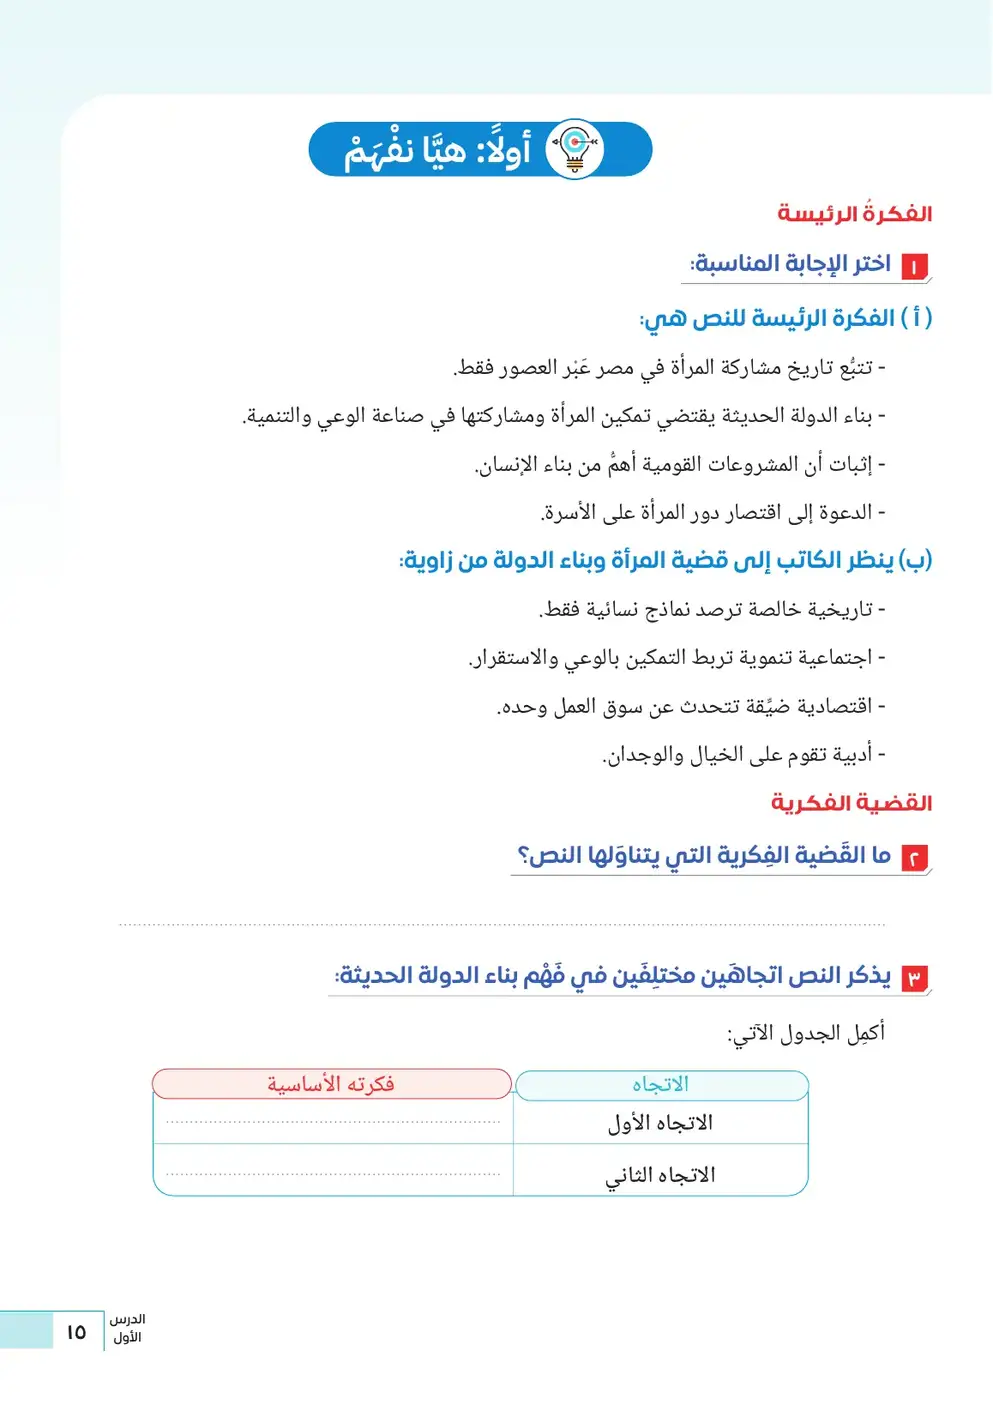 أولًا: هيَّا نفْهَمْ
الفكرةُ الرئيسة
١ اختر الإجابة المناسبة:
( أ ) الفكرة الرئيسة للنص هي:
- تتبُّع تاريخ مشاركة المرأة في مصر عَبْر العصور فقط.
- بناء الدولة الحديثة يقتضي تمكين المرأة ومشاركتها في صناعة الوعي والتنمية.
- إثبات أن المشروعات القومية أهمُّ من بناء الإنسان.
- الدعوة إلى اقتصار دور المرأة على الأسرة.
(ب) ينظر الكاتب إلى قضية المرأة وبناء الدولة من زاوية:
- تاريخية خالصة ترصد نماذج نسائية فقط.
- اجتماعية تنموية تربط التمكين بالوعي والاستقرار.
- اقتصادية ضيِّقة تتحدث عن سوق العمل وحده.
- أدبية تقوم على الخيال والوجدان.
القضية الفكرية
٢ ما القَضية الفِكرية التي يتناوَلها النص؟
٣ يذكر النص اتجاهَين مختلِفَين في فَهْم بناء الدولة الحديثة:
أكمِل الجدول الآتي:
الاتجاه فكرته الأساسية
الاتجاه الأول
الاتجاه الثاني
الدرس
الأول
١٥